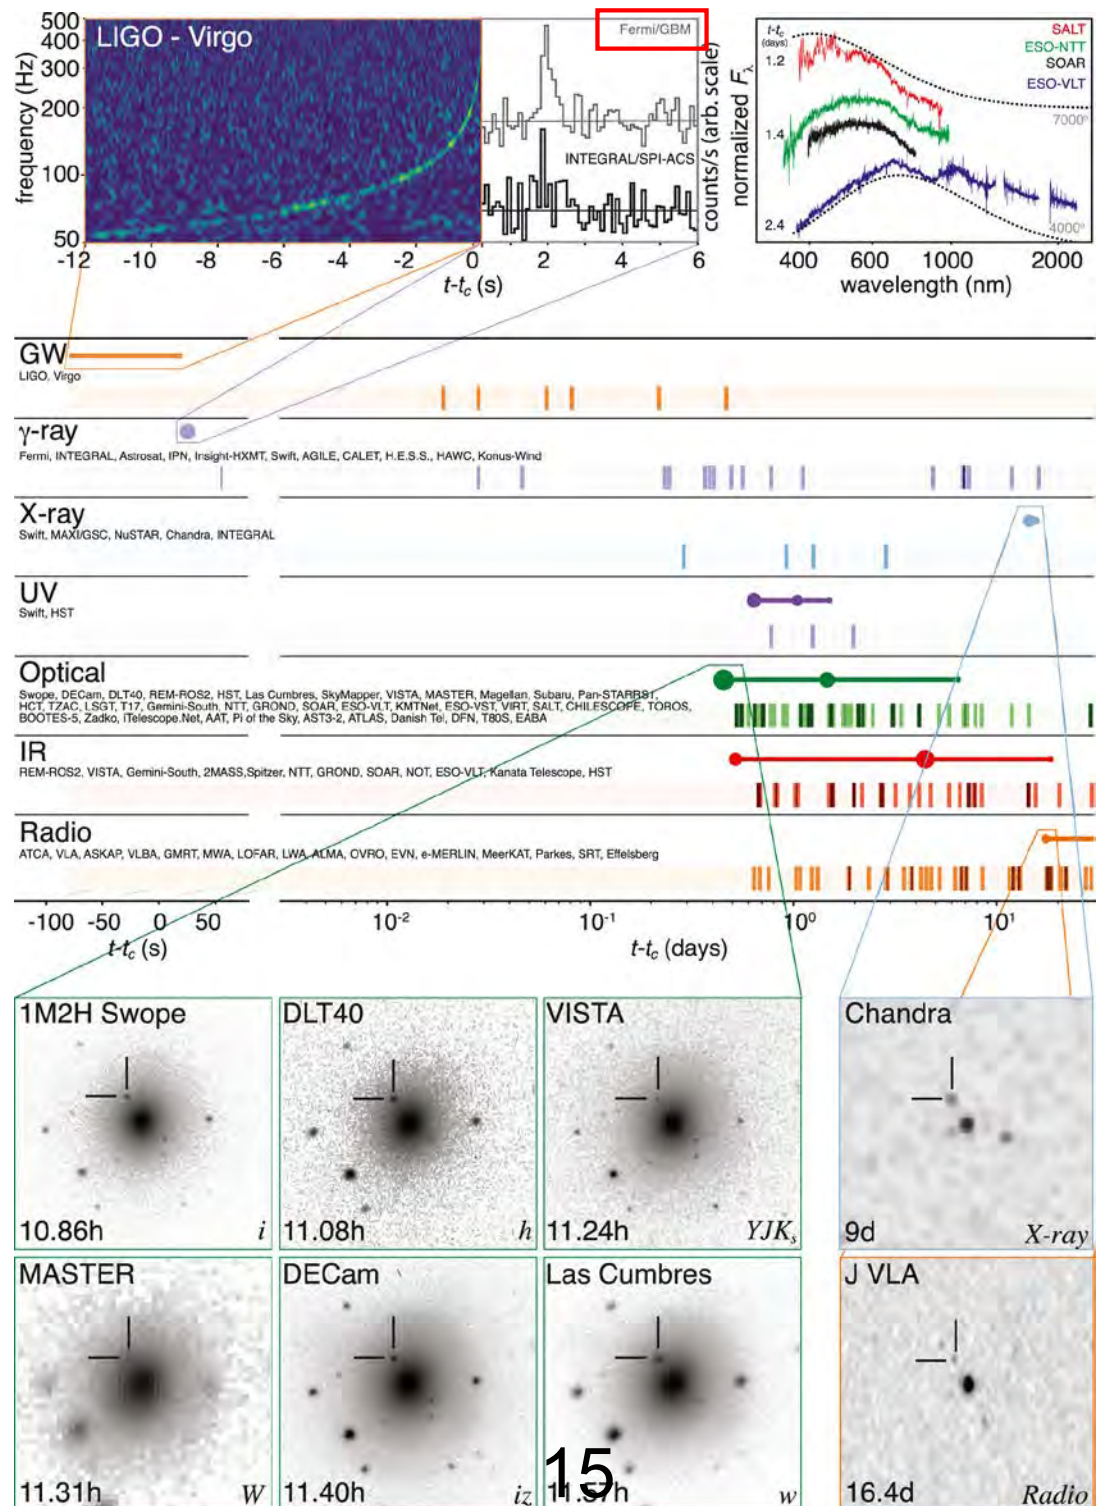 500
400
300
200
100
50
frequency (Hz)
LIGO - Virgo
Fermi/GBM
INTEGRAL/SPI-ACS
counts/s (arb. scale)
-12 -10 -8 -6 -4 -2 0 2 4 6
t-tc (s)
normalized Fλ
t-tc
(days)
1.2
1.4
2.4
SALT
ESO-NTT
SOAR
ESO-VLT
7000°
4000°
400 600 1000 2000
wavelength (nm)
GW
LIGO, Virgo
γ-ray
Fermi, INTEGRAL, Astrosat, IPN, Insight-HXMT, Swift, AGILE, CALET, H.E.S.S., HAWC, Konus-Wind
X-ray
Swift, MAXI/GSC, NuSTAR, Chandra, INTEGRAL
UV
Swift, HST
Optical
Swope, DECam, DLT40, REM-ROS2, HST, Las Cumbres, SkyMapper, VISTA, MASTER, Magellan, Subaru, Pan-STARRS1,
HCT, TZAC, LSGT, T17, Gemini-South, NTT, GROND, SOAR, ESO-VLT, KMTNet, ESO-VST, VIRT, SALT, CHILESCOPE, TOROS,
BOOTES-5, Zadko, iTelescope.Net, AAT, Pi of the Sky, AST3-2, ATLAS, Danish Tel, DFN, T80S, EABA
IR
REM-ROS2, VISTA, Gemini-South, 2MASS,Spitzer, NTT, GROND, SOAR, NOT, ESO-VLT, Kanata Telescope, HST
Radio
ATCA, VLA, ASKAP, VLBA, GMRT, MWA, LOFAR, LWA, ALMA, OVRO, EVN, e-MERLIN, MeerKAT, Parkes, SRT, Effelsberg
-100 -50 0 50 10-2 10-1 100 101
t-tc (s) t-tc (days)
1M2H Swope
10.86h i
DLT40
11.08h h
VISTA
11.24h YJKs
Chandra
9d X-ray
MASTER
11.31h W
DECam
11.40h iz
Las Cumbres
11.57h w
J VLA
16.4d Radio
15